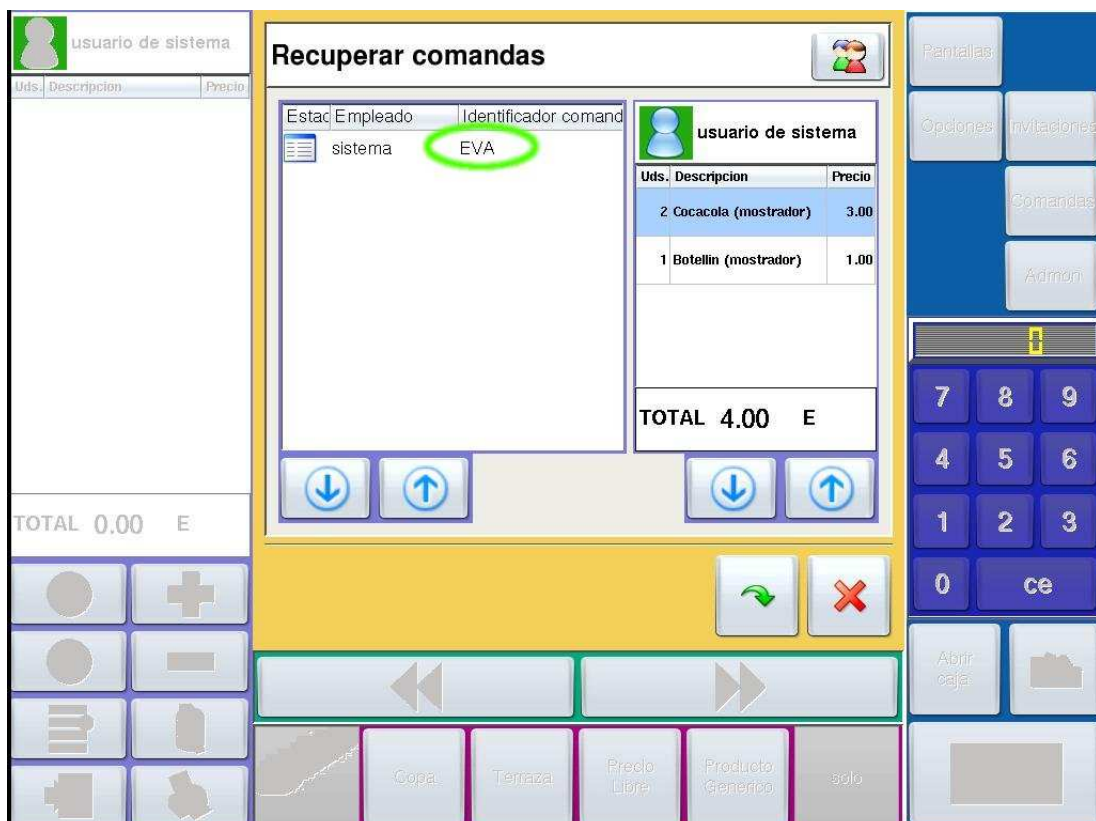 usuario de sistema
Uds. Descripcion Precio
TOTAL 0.00 E
Recuperar comandas
Estac Empleado Identificador comand
sistema EVA
usuario de sistema
Uds. Descripcion Precio
2 Cocacola (mostrador) 3.00
1 Botellin (mostrador) 1.00
TOTAL 4.00 E
Copa Terraza Precio Libre Producto Generico solo
Pantallas
Opciones Invitaciones
Comandas
Admon
0
7 8 9
4 5 6
1 2 3
0 ce
Abrir caja